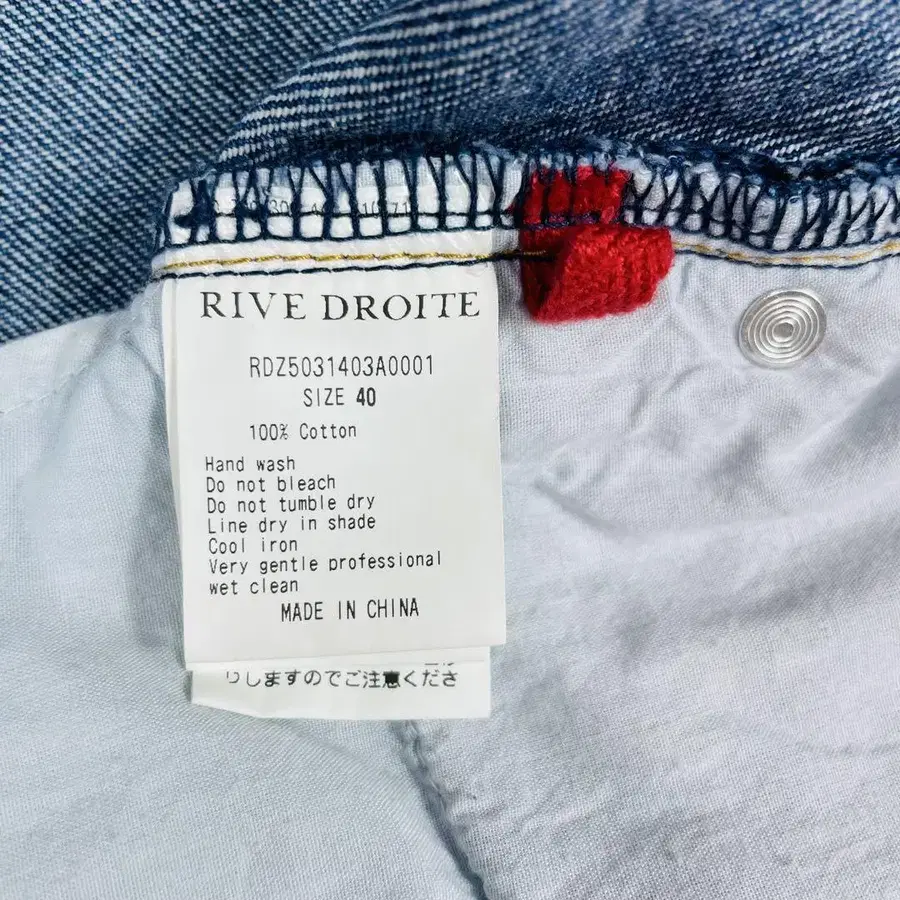 RIVE DROITE
RDZ5031403A0001
SIZE 40
100% Cotton
Hand wash
Do not bleach
Do not tumble dry
Line dry in shade
Cool iron
Very gentle professional
wet clean
MADE IN CHINA
りしますのでご注意くださ